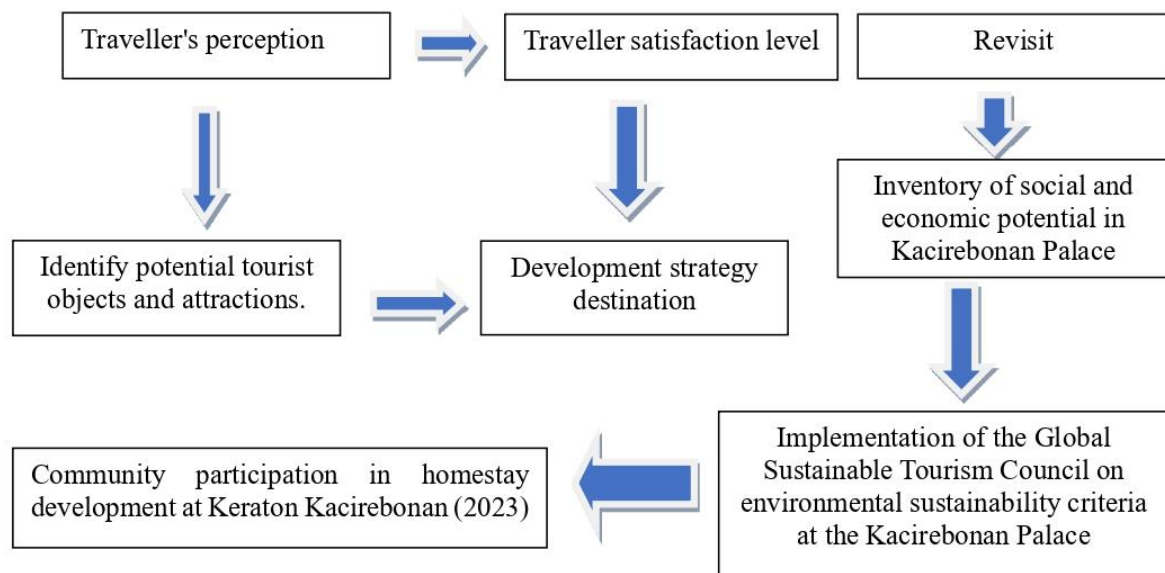 Traveller's perception
Traveller satisfaction level
Revisit
Inventory of social and
economic potential in
Kacirebonan Palace
Identify potential tourist
objects and attractions.
Development strategy
destination
Implementation of the Global
Sustainable Tourism Council on
environmental sustainability criteria
at the Kacirebonan Palace
Community participation in homestay
development at Keraton Kacirebonan (2023)